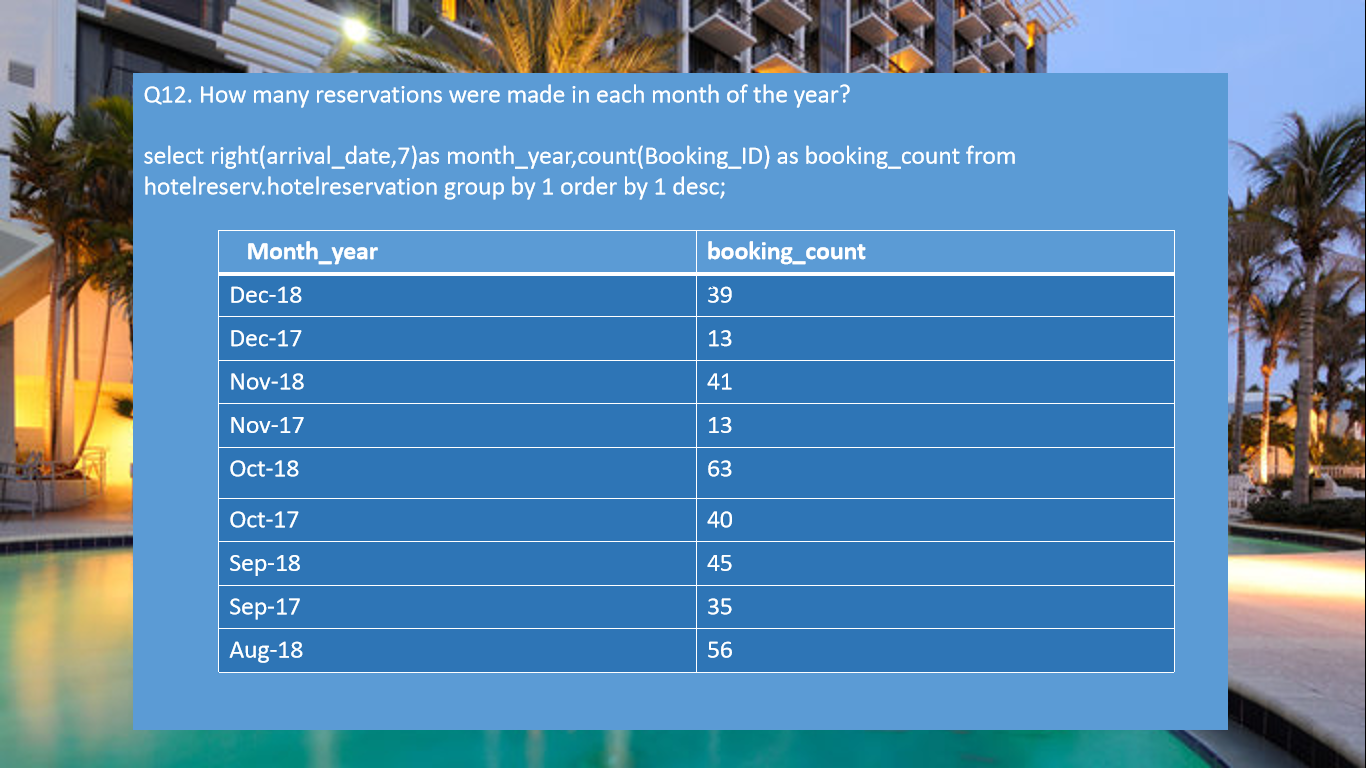 Q12. How many reservations were made in each month of the year?
select right(arrival_date,7)as month_year,count(Booking_ID) as booking_count from
hotelreserv.hotelreservation group by 1 order by 1 desc;
Month_year booking_count
Dec-18 39
Dec-17 13
Nov-18 41
Nov-17 13
Oct-18 63
Oct-17 40
Sep-18 45
Sep-17 35
Aug-18 56